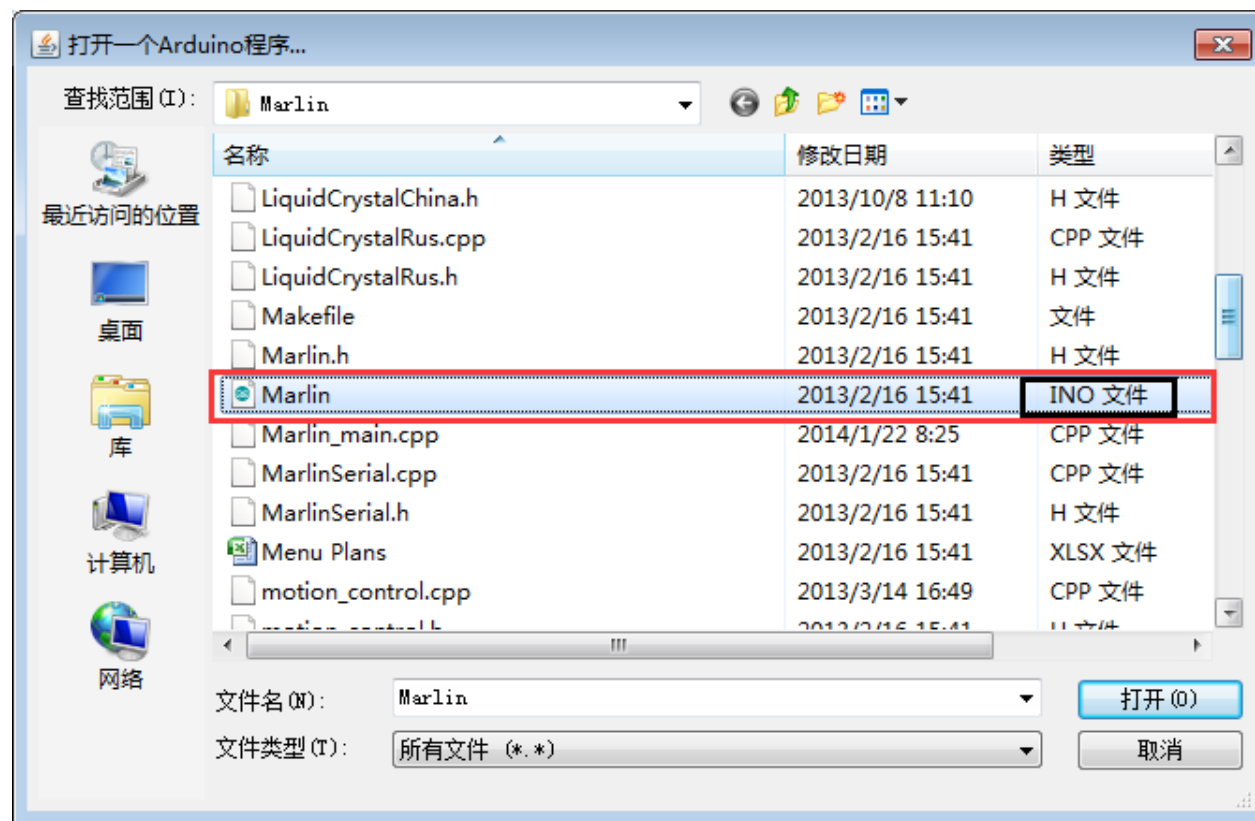 打开一个Arduino程序...
查找范围(I):
Marlin
名称 修改日期 类型
LiquidCrystalChina.h 2013/10/8 11:10 H 文件
LiquidCrystalRus.cpp 2013/2/16 15:41 CPP 文件
LiquidCrystalRus.h 2013/2/16 15:41 H 文件
Makefile 2013/2/16 15:41 文件
Marlin.h 2013/2/16 15:41 H 文件
Marlin 2013/2/16 15:41 INO 文件
Marlin_main.cpp 2014/1/22 8:25 CPP 文件
MarlinSerial.cpp 2013/2/16 15:41 CPP 文件
MarlinSerial.h 2013/2/16 15:41 H 文件
Menu Plans 2013/2/16 15:41 XLSX 文件
motion_control.cpp 2013/3/14 16:49 CPP 文件
motion_control.h 2013/2/16 15:41 H 文件
最近访问的位置
桌面
库
计算机
网络
文件名(N): Marlin 打开(O)
文件类型(T): 所有文件 (*.*) 取消